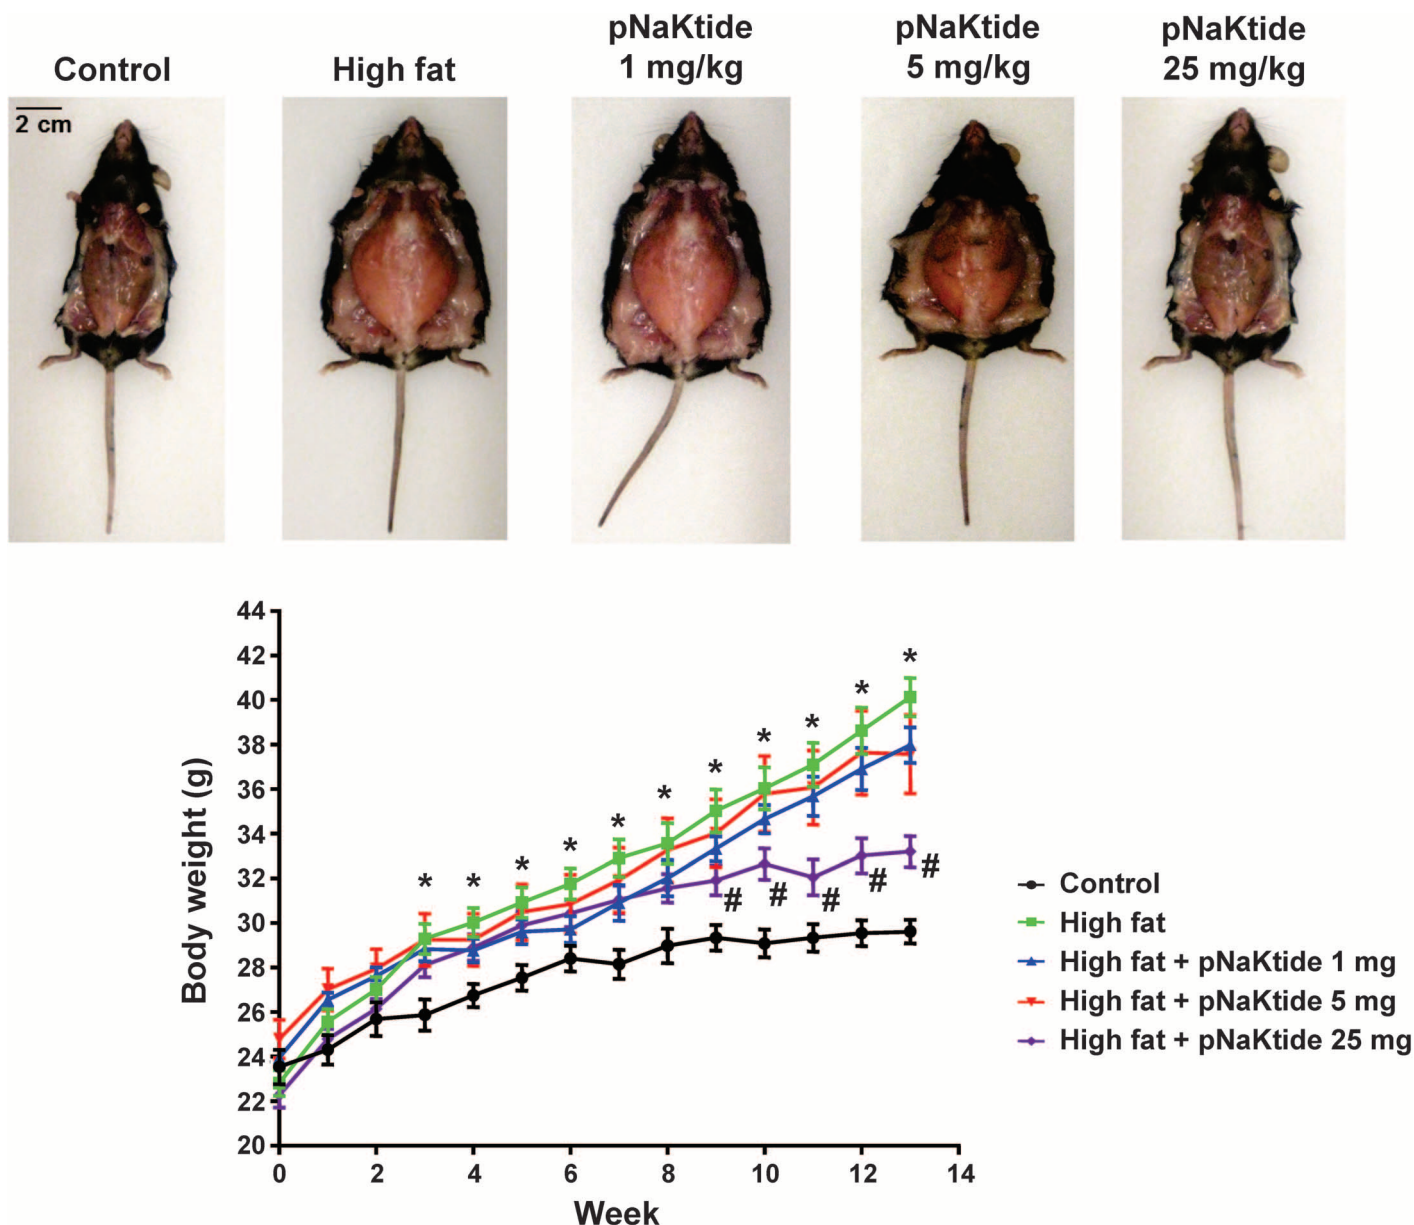 Control
High fat
pNaKtide
1 mg/kg
pNaKtide
5 mg/kg
pNaKtide
25 mg/kg
2 cm
44
42
40
38
36
34
32
30
28
26
24
22
20
Body weight (g)
* * * * * * * * * * *
# # # # #
0 2 4 6 8 10 12 14
Week
Control
High fat
High fat + pNaKtide 1 mg
High fat + pNaKtide 5 mg
High fat + pNaKtide 25 mg